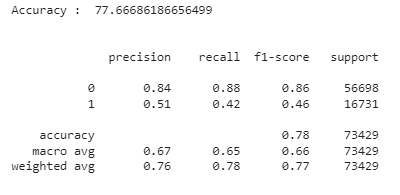 Accuracy :  77.66686186656499
precision    recall  f1-score   support
0       0.84      0.88      0.86     56698
1       0.51      0.42      0.46     16731
accuracy                           0.78     73429
macro avg       0.67      0.65      0.66     73429
weighted avg       0.76      0.78      0.77     73429